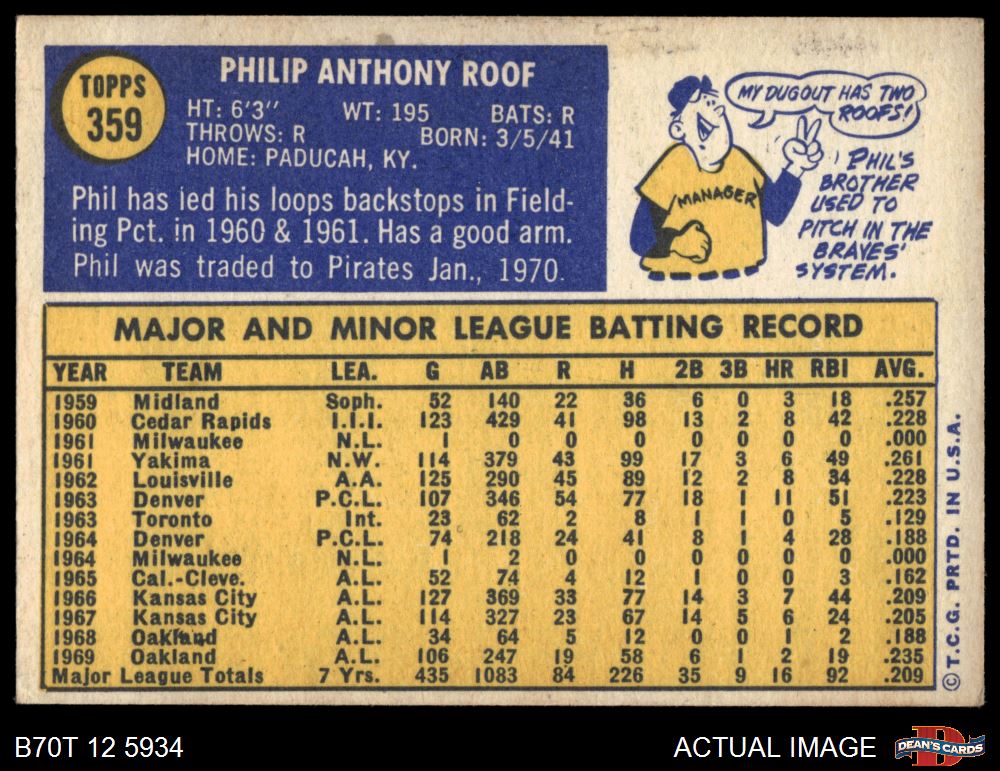 TOPPS
359
PHILIP ANTHONY ROOF
HT: 6'3" WT: 195 BATS: R
THROWS: R BORN: 3/5/41
HOME: PADUCAH, KY.
Phil has led his loops backstops in Field-
ing Pct. in 1960 & 1961. Has a good arm.
Phil was traded to Pirates Jan., 1970.
MY DUGOUT HAS TWO
ROOFS!
MANAGER
PHIL'S
BROTHER
USED TO
PITCH IN THE
BRAVES'
SYSTEM.
MAJOR AND MINOR LEAGUE BATTING RECORD
YEAR TEAM LEA. G AB R H 2B 3B HR RBI AVG.
1959 Midland Soph. 52 140 22 36 6 0 3 18 .257
1960 Cedar Rapids I.I.I. 123 429 41 98 13 2 8 42 .228
1961 Milwaukee N.L. 1 0 0 0 0 0 0 0 .000
1961 Yakima N.W. 114 379 43 99 17 3 6 49 .261
1962 Louisville A.A. 125 290 45 89 12 2 8 34 .228
1963 Denver P.C.L. 107 346 54 77 18 1 11 51 .223
1963 Toronto Int. 23 62 2 8 1 1 0 5 .129
1964 Denver P.C.L. 74 218 24 41 8 1 4 28 .188
1964 Milwaukee N.L. 1 2 0 0 0 0 0 0 .000
1965 Cal.-Cleve. A.L. 52 74 4 12 1 0 0 3 .162
1966 Kansas City A.L. 127 369 33 77 14 3 7 44 .209
1967 Kansas City A.L. 114 327 23 67 14 5 6 24 .205
1968 Oakland A.L. 34 64 5 12 0 0 1 2 .188
1969 Oakland A.L. 106 247 19 58 6 1 2 19 .235
Major League Totals 7 Yrs. 435 1083 84 226 35 9 16 92 .209
© T.C.G. PRTD. IN U.S.A.
B70T 12 5934
ACTUAL IMAGE
D
DEAN'S CARDS